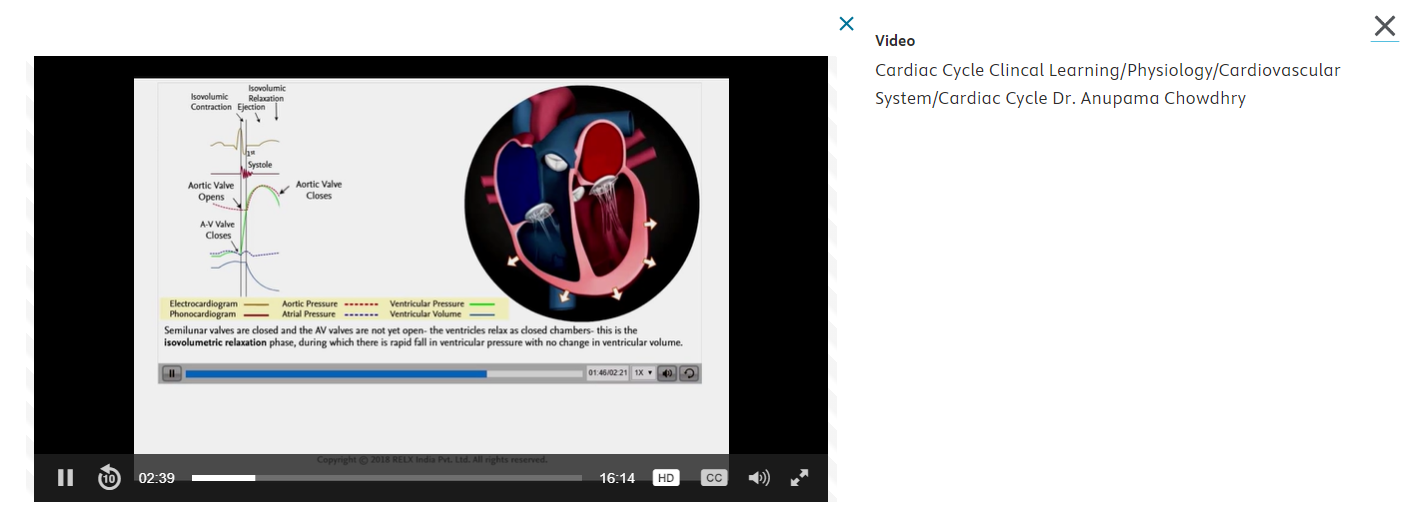 Video
Cardiac Cycle Clincal Learning/Physiology/Cardiovascular
System/Cardiac Cycle Dr. Anupama Chowdhry
Isovolumic
Contraction
Ejection
Isovolumic
Relaxation
1st
Systole
Aortic Valve
Opens
Aortic Valve
Closes
A-V Valve
Closes
Electrocardiogram
Aortic Pressure
Ventricular Pressure
Phonocardiogram
Atrial Pressure
Ventricular Volume
Semilunar valves are closed and the AV valves are not yet open- the ventricles relax as closed chambers- this is the
isovolumetric relaxation phase, during which there is rapid fall in ventricular pressure with no change in ventricular volume.
01:46/02:21 1X
Copyright © 2018 RELX India Pvt. Ltd. All rights reserved.
10 02:39 16:14 HD CC